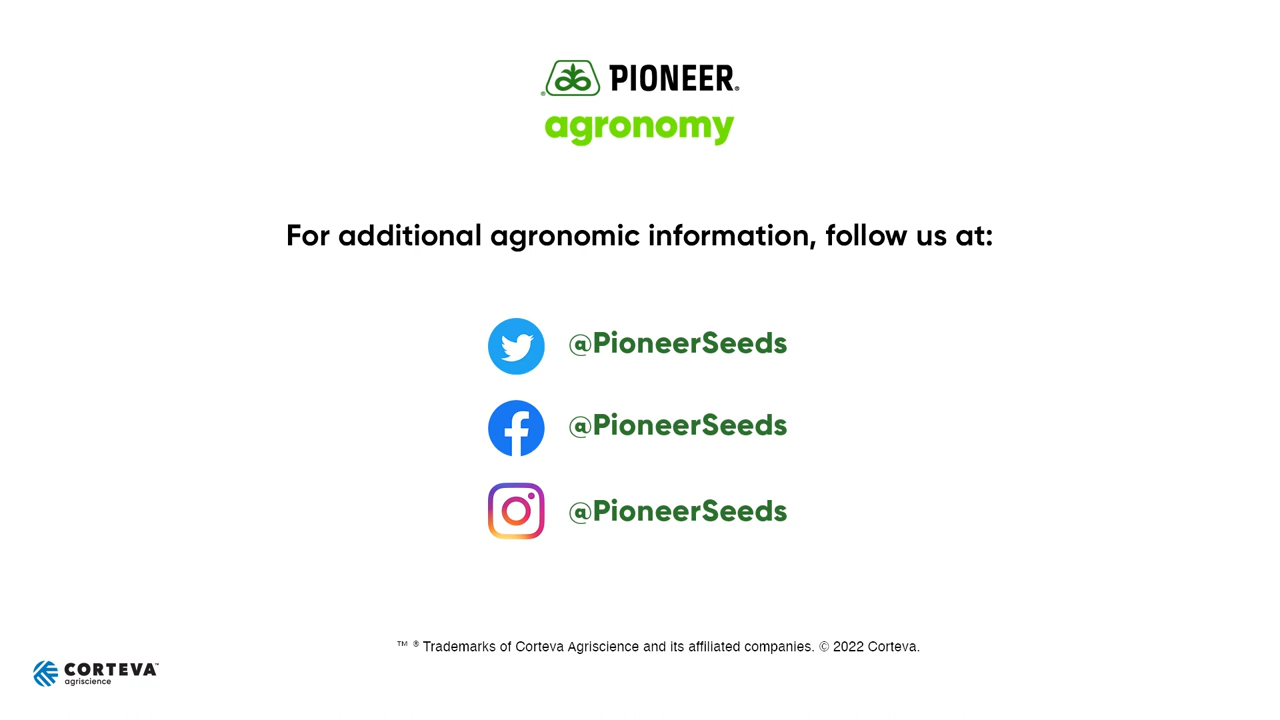 PIONEER®
agronomy
For additional agronomic information, follow us at:
@PioneerSeeds
@PioneerSeeds
@PioneerSeeds
™ ® Trademarks of Corteva Agriscience and its affiliated companies. © 2022 Corteva.
CORTEVA™
agriscience